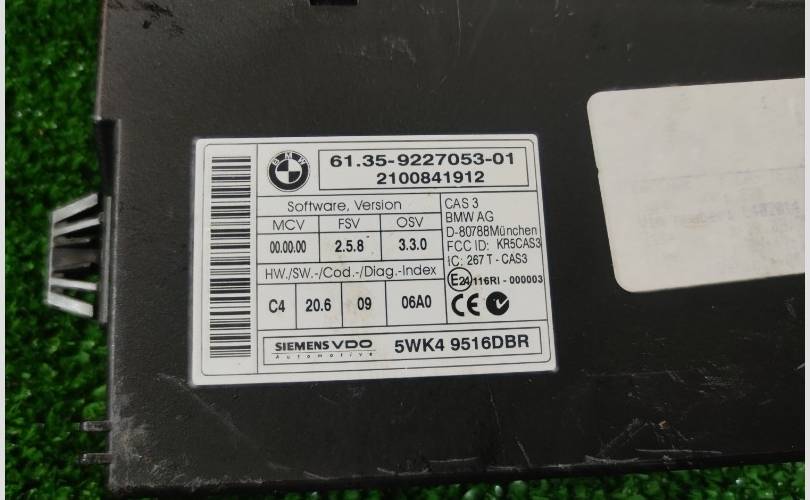 BMW
61.35-9227053-01
2100841912
Software, Version
MCV FSV OSV
00.00.00 2.5.8 3.3.0
HW./SW.-/Cod.-/Diag.-Index
C4 20.6 09 06A0
CAS 3
BMW AG
D-80788München
FCC ID: KR5CAS3
iC: 267 T - CAS3
E24 116RI - 000003
CE
SIEMENS VDO
Automotive
5WK4 9516DBR